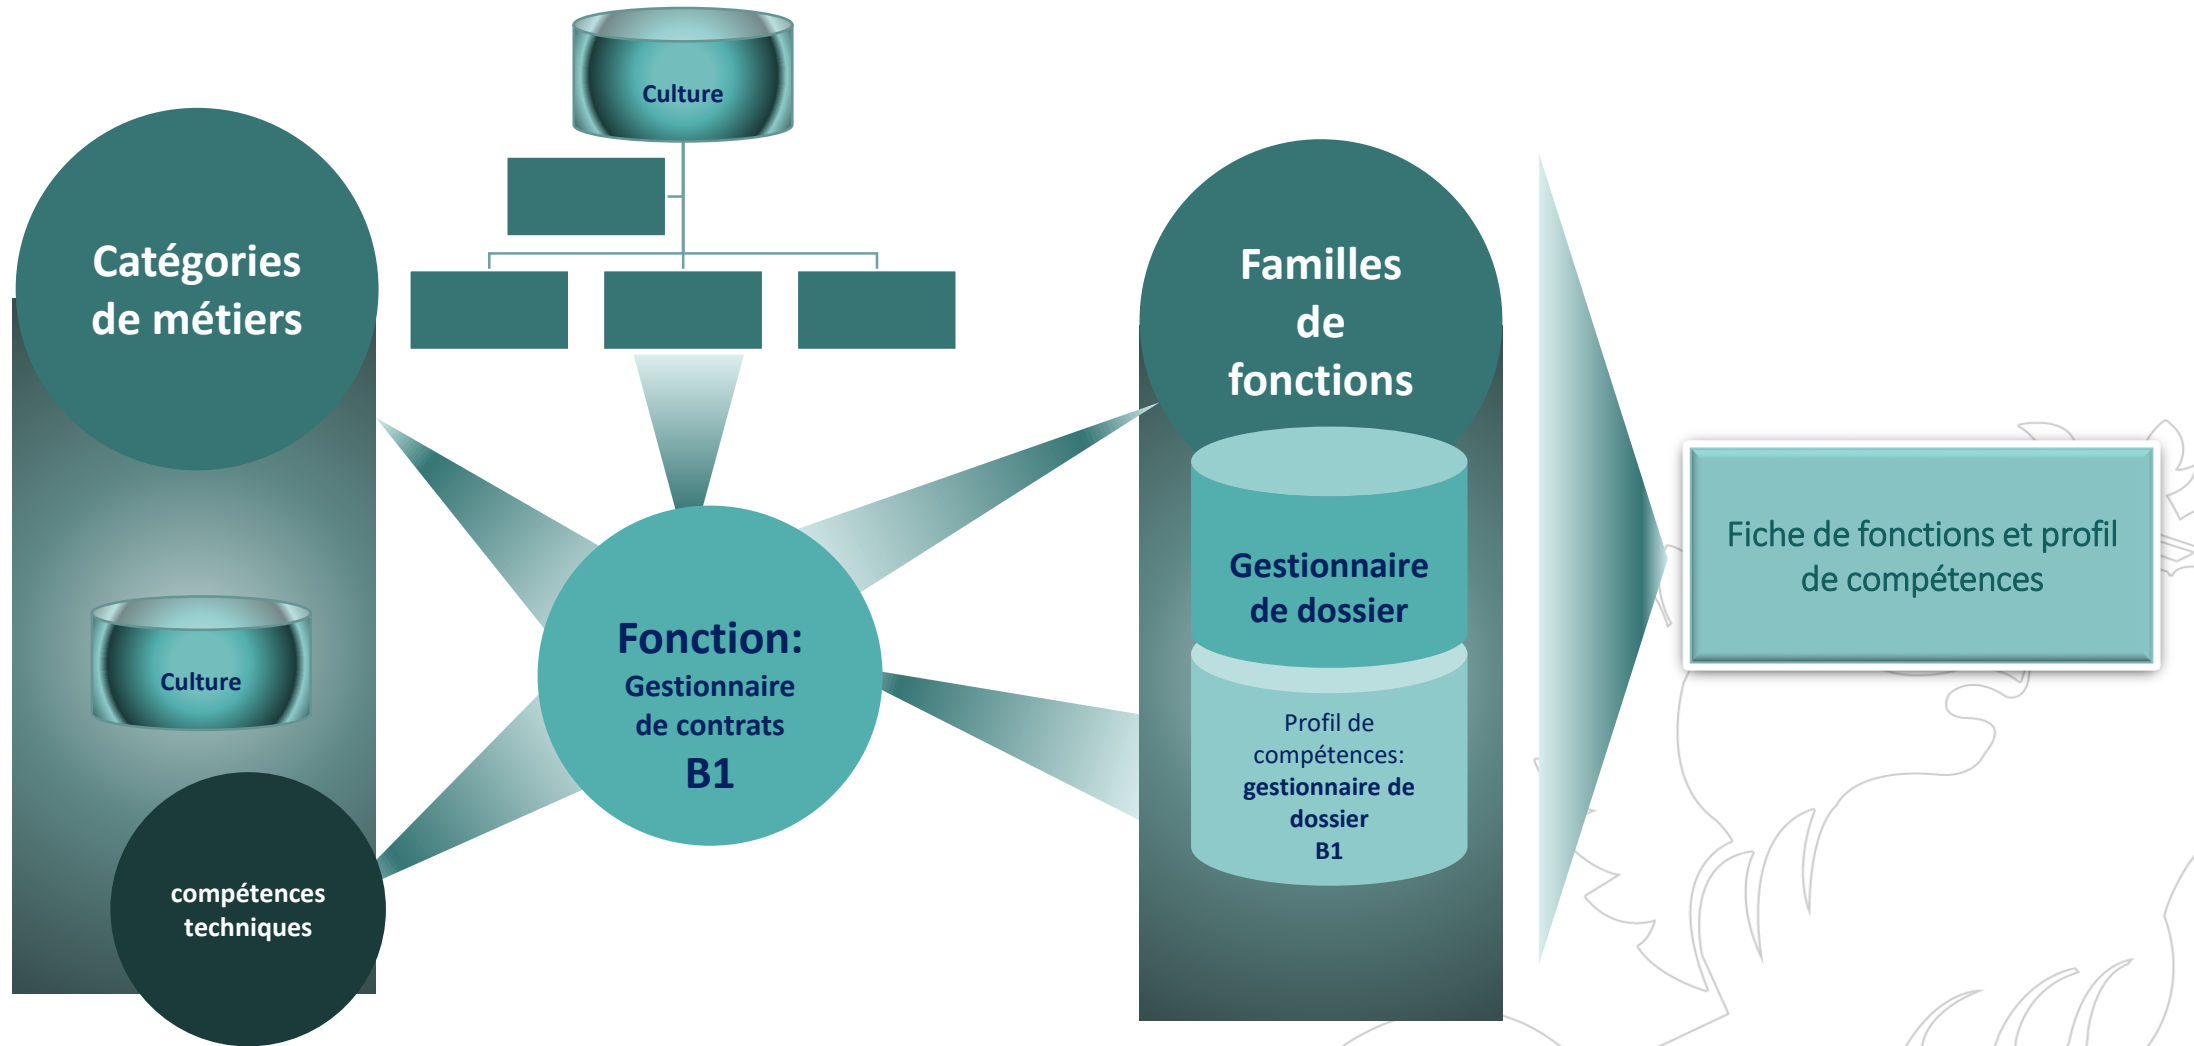 Culture
Catégories
de métiers
Culture
compétences
techniques
Fonction:
Gestionnaire
de contrats
B1
Familles
de
fonctions
Gestionnaire
de dossier
Profil de
compétences:
gestionnaire de
dossier
B1
Fiche de fonctions et profil
de compétences